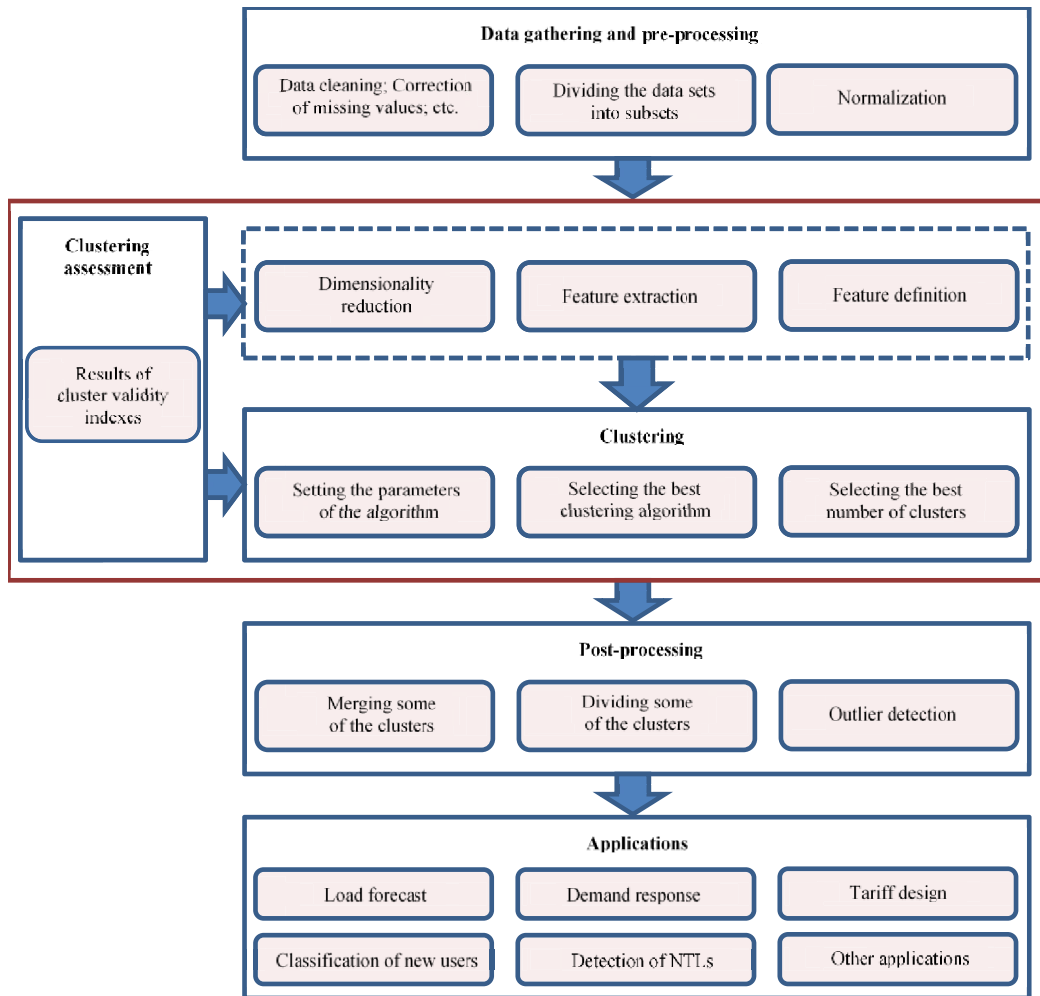 Data gathering and pre-processing
Data cleaning; Correction
of missing values; etc.
Dividing the data sets
into subsets
Normalization
Clustering
assessment
Results of
cluster validity
indexes
Dimensionality
reduction
Feature extraction
Feature definition
Clustering
Setting the parameters
of the algorithm
Selecting the best
clustering algorithm
Selecting the best
number of clusters
Post-processing
Merging some
of the clusters
Dividing some
of the clusters
Outlier detection
Applications
Load forecast
Demand response
Tariff design
Classification of new users
Detection of NTLs
Other applications